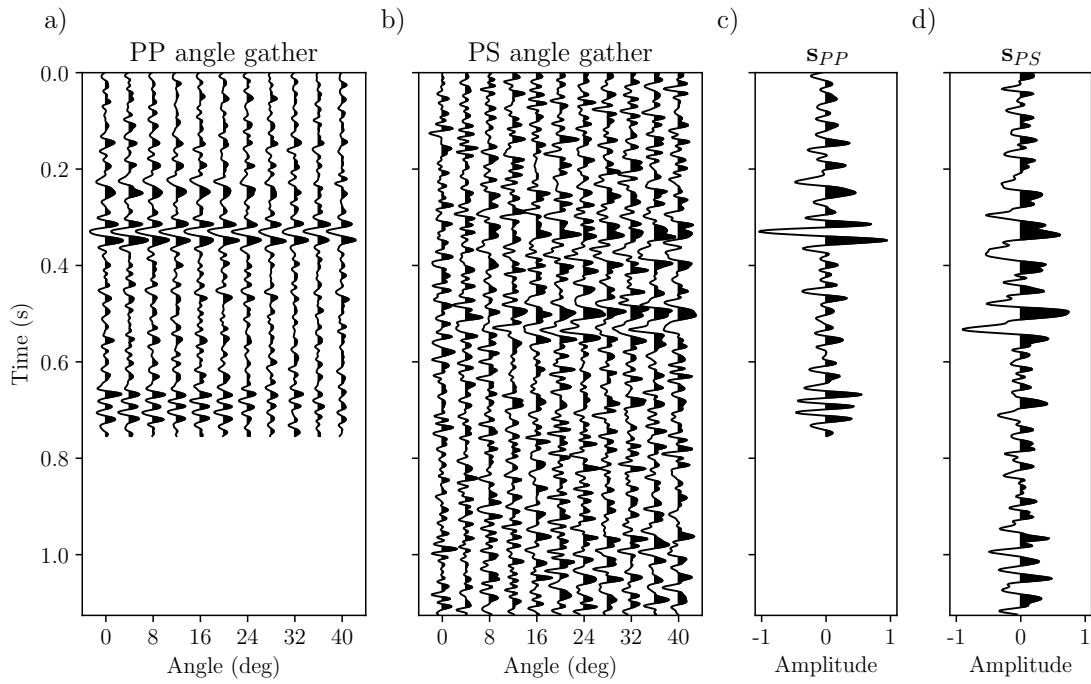 a)
PP angle gather
b)
PS angle gather
c)
s_PP
d)
s_PS
0.0
0.2
0.4
0.6
0.8
1.0
Time (s)
0 8 16 24 32 40
Angle (deg)
0 8 16 24 32 40
Angle (deg)
-1 0 1
Amplitude
-1 0 1
Amplitude